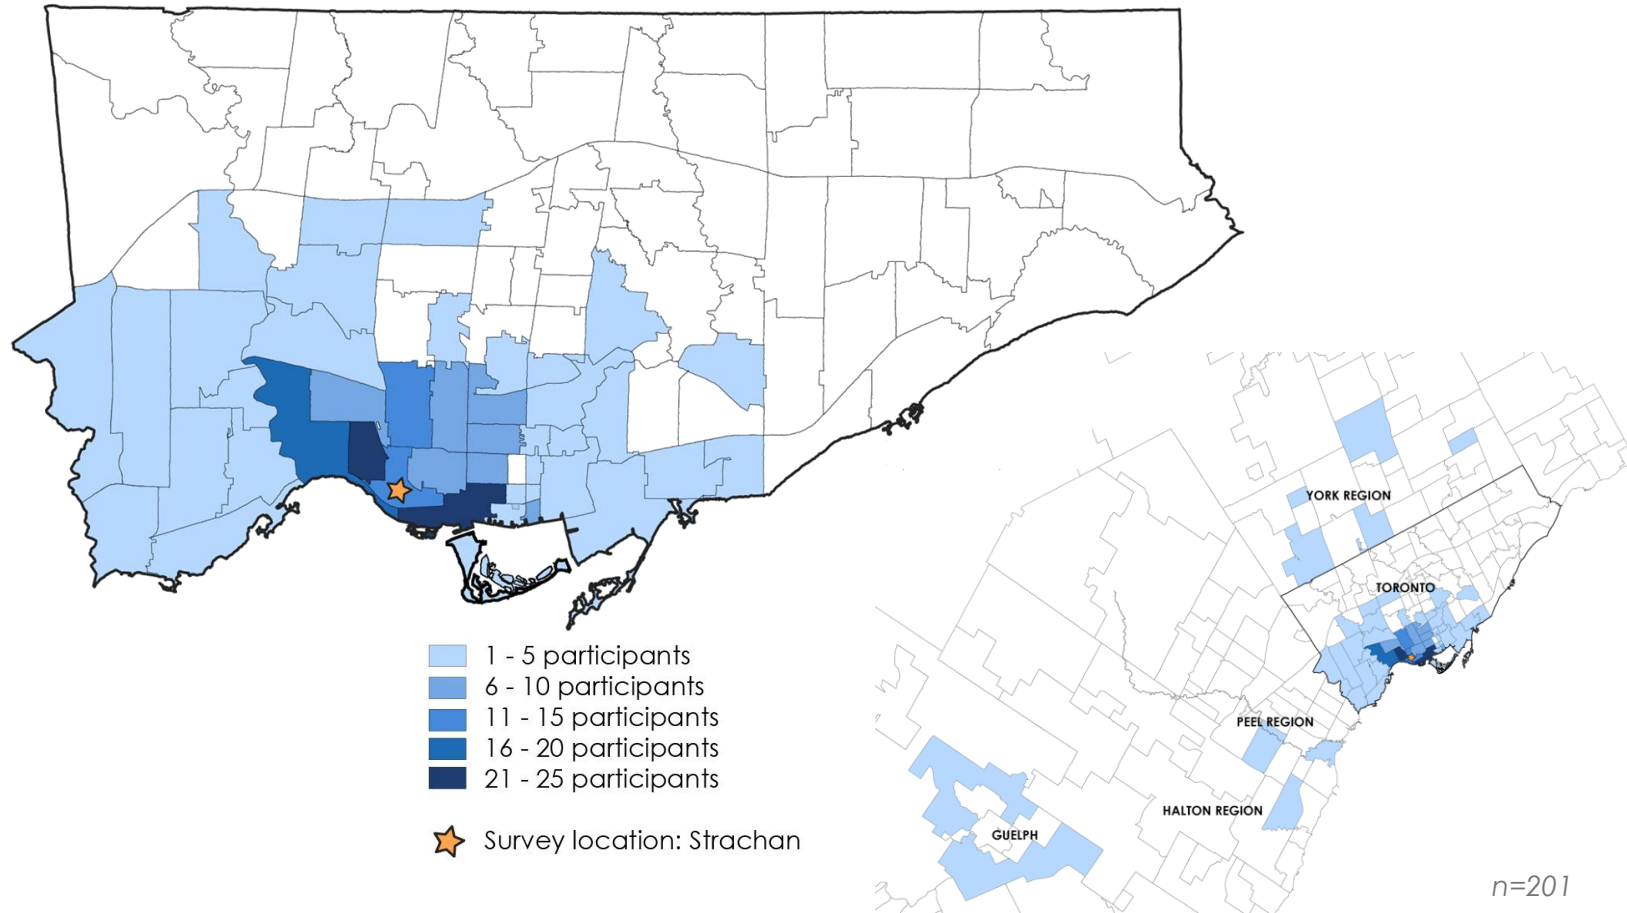 YORK REGION
TORONTO
1 - 5 participants
6 - 10 participants
11 - 15 participants
16 - 20 participants
21 - 25 participants
PEEL REGION
HALTON REGION
GUELPH
Survey location: Strachan
n=201